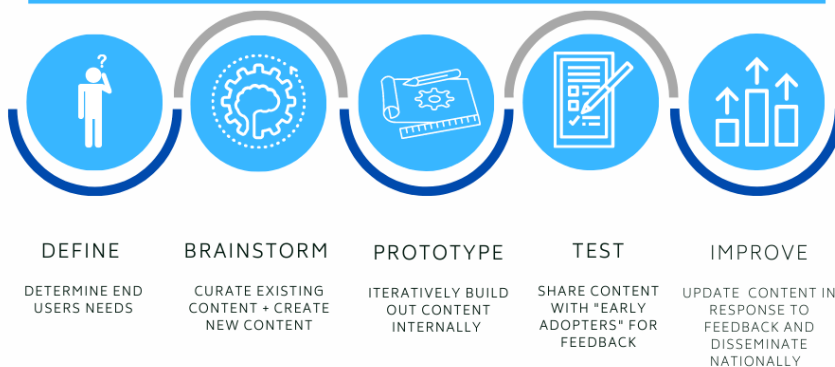 ?
DEFINE
DETERMINE END
USERS NEEDS
BRAINSTORM
CURATE EXISTING
CONTENT + CREATE
NEW CONTENT
PROTOTYPE
ITERATIVELY BUILD
OUT CONTENT
INTERNALLY
TEST
SHARE CONTENT
WITH "EARLY
ADOPTERS" FOR
FEEDBACK
IMPROVE
UPDATE CONTENT IN
RESPONSE TO
FEEDBACK AND
DISSEMINATE
NATIONALLY